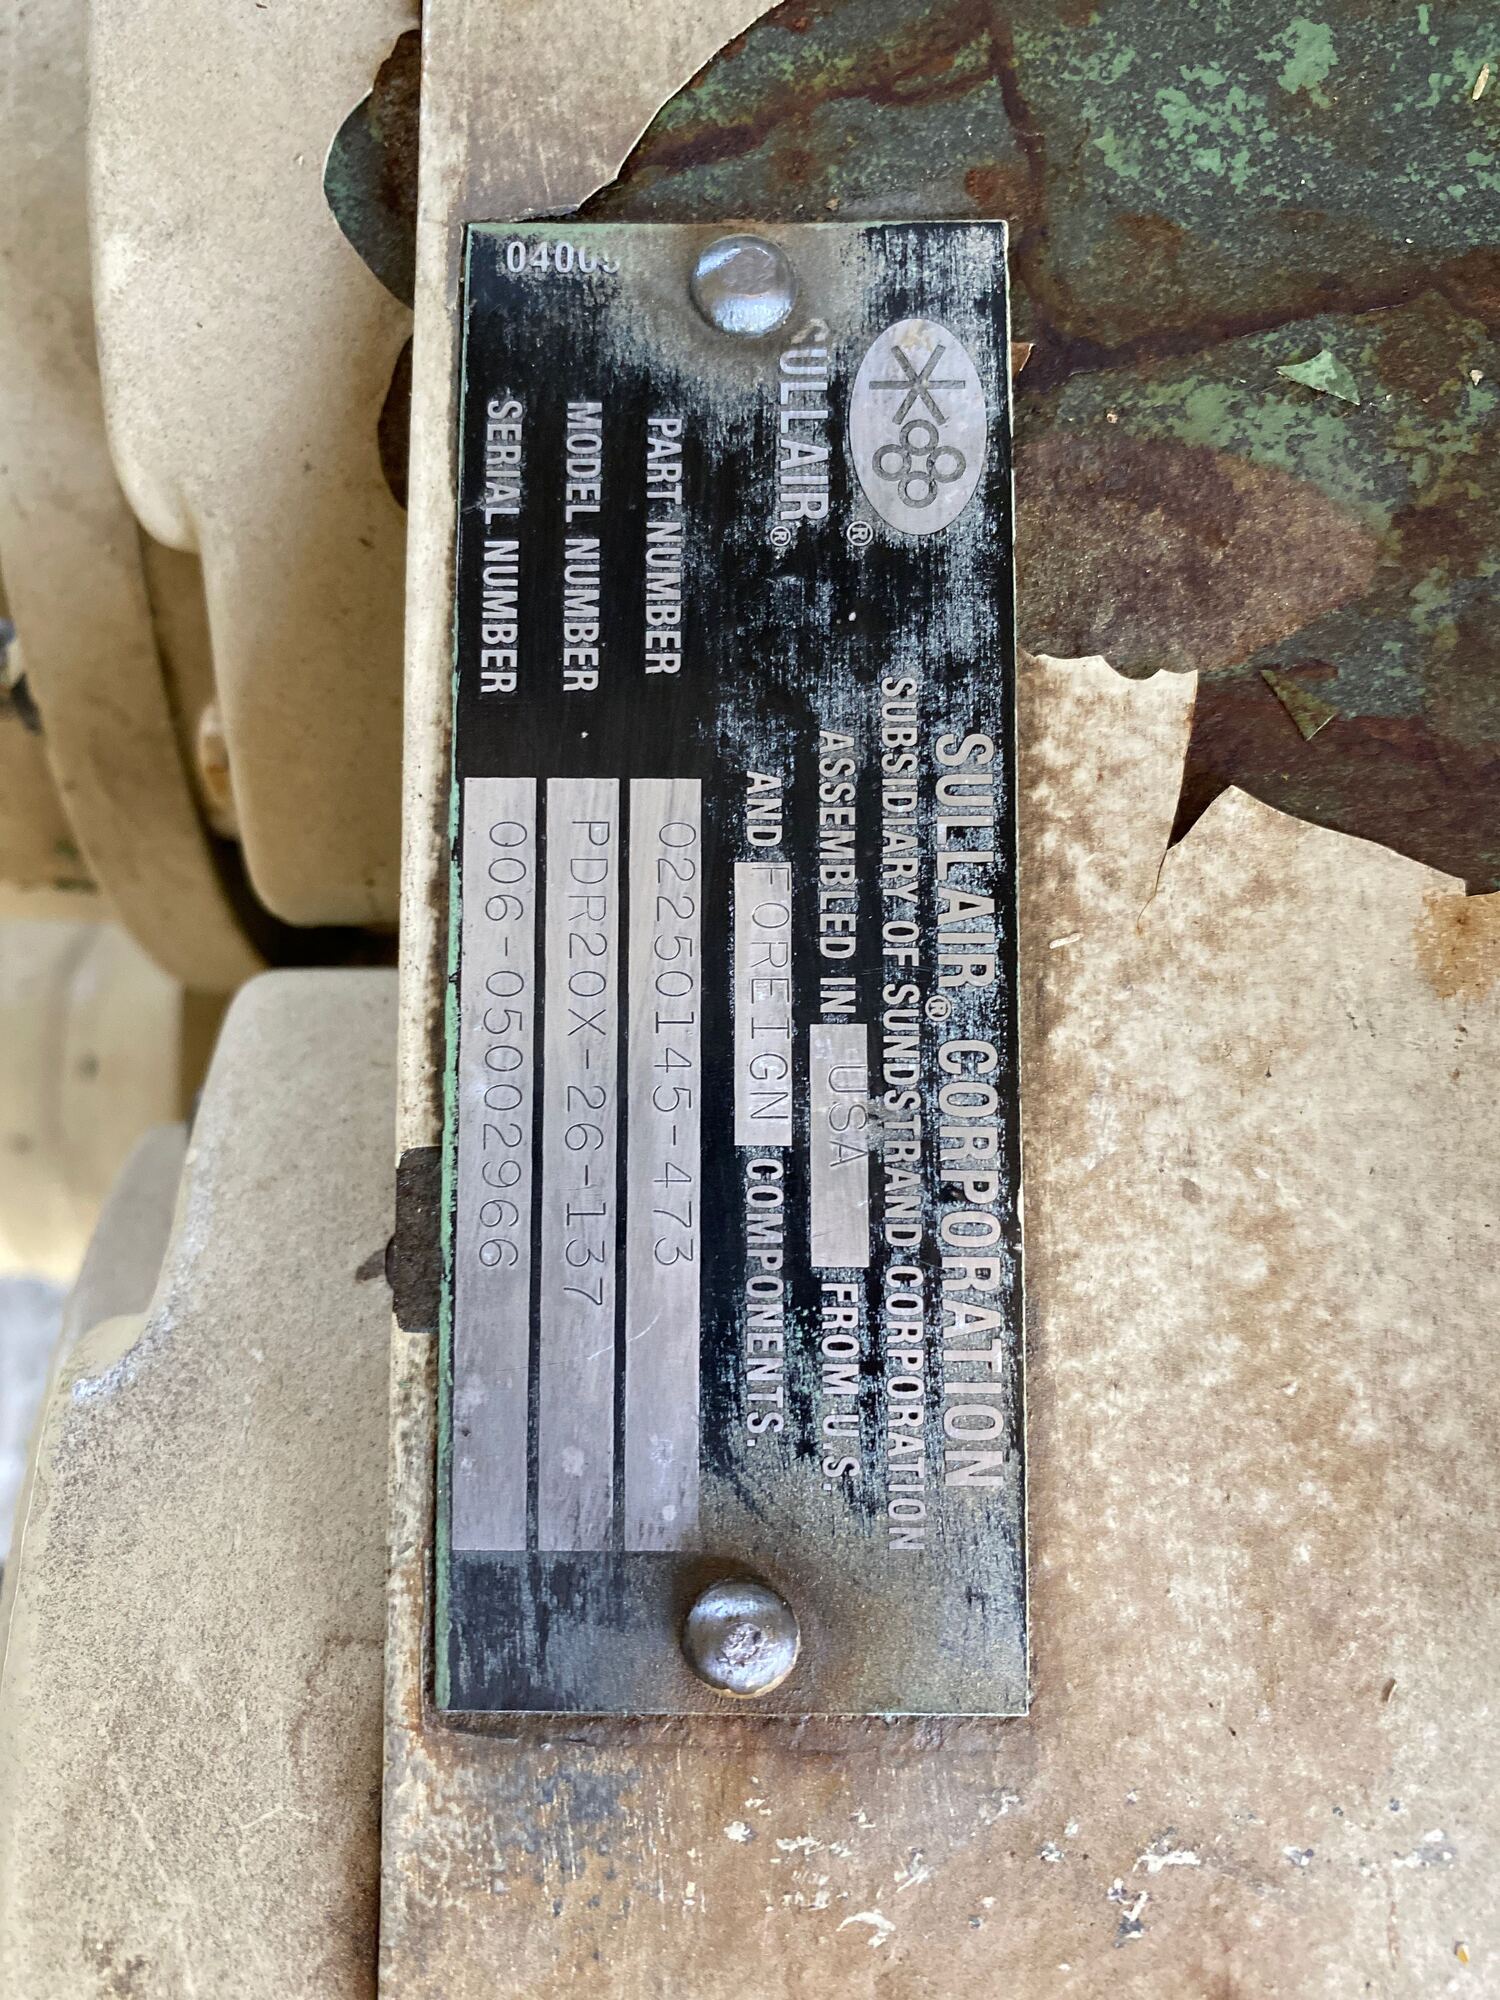 SULLAIR® CORPORATION
SUBSIDIARY OF SUNDSTRAND CORPORATION
®
SULLAIR®
ASSEMBLED IN USA FROM U.S.
AND FOREIGN COMPONENTS.
PART NUMBER 02250145-473
MODEL NUMBER PDR20X-26-137
SERIAL NUMBER 006-05002966